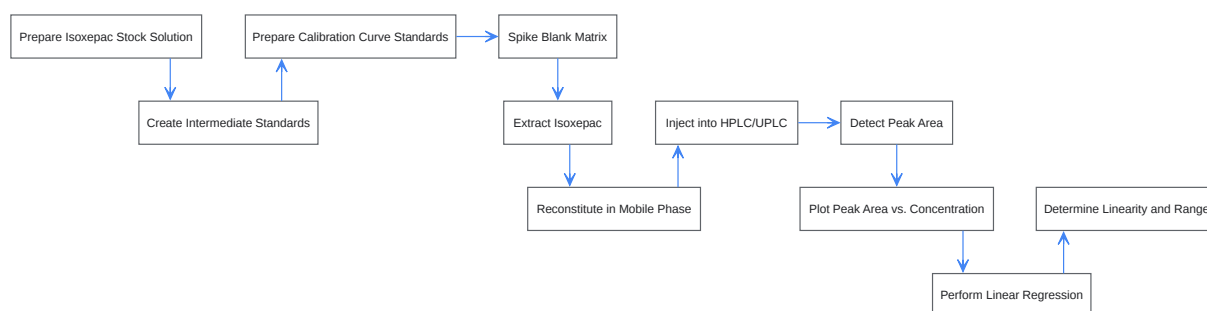 Prepare Isoxepac Stock Solution
Create Intermediate Standards
Prepare Calibration Curve Standards
Spike Blank Matrix
Extract Isoxepac
Reconstitute in Mobile Phase
Inject into HPLC/UPLC
Detect Peak Area
Plot Peak Area vs. Concentration
Perform Linear Regression
Determine Linearity and Range